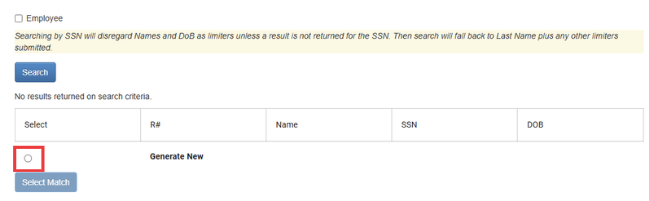 Employee
Searching by SSN will disregard Names and DoB as limiters unless a result is not returned for the SSN. Then search will fall back to Last Name plus any other limiters
submitted.
Search
No results returned on search criteria.
Select R# Name SSN DOB
Generate New
Select Match